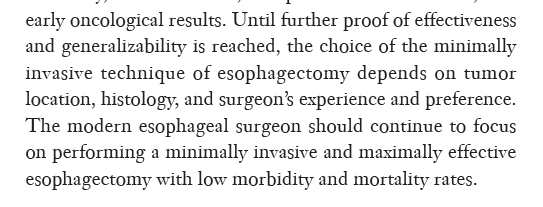 early oncological results. Until further proof of effectiveness
and generalizability is reached, the choice of the minimally
invasive technique of esophagectomy depends on tumor
location, histology, and surgeon’s experience and preference.
The modern esophageal surgeon should continue to focus
on performing a minimally invasive and maximally effective
esophagectomy with low morbidity and mortality rates.